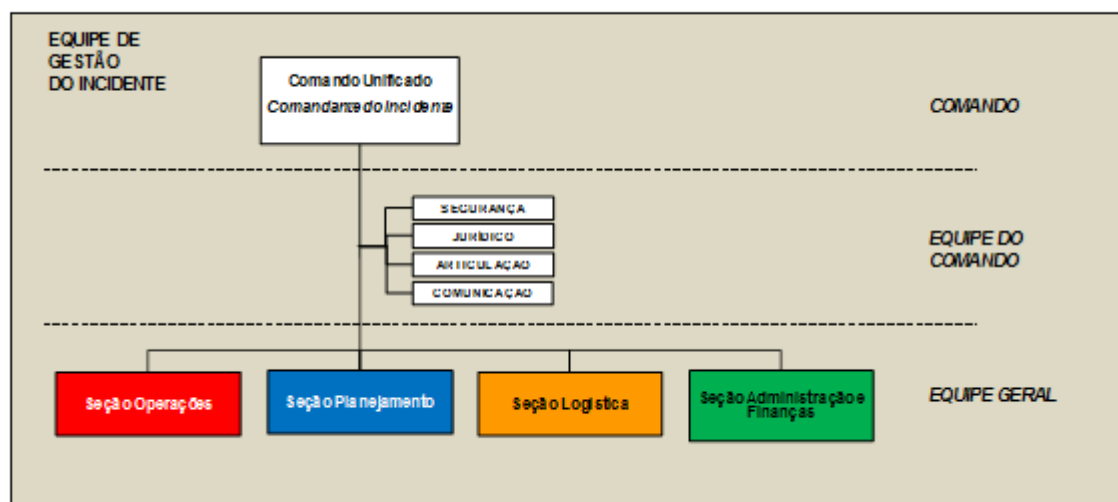 EQUIPE DE
GESTÃO
DO INCIDENTE
Comando Unificado
Comandante do Incidente
COMANDO
SEGURANÇA
JURÍDICO
ARTICULAÇÃO
COMUNICAÇÃO
EQUIPE DO
COMANDO
Seção Operações
Seção Planejamento
Seção Logística
Seção Administração e
Finanças
EQUIPE GERAL